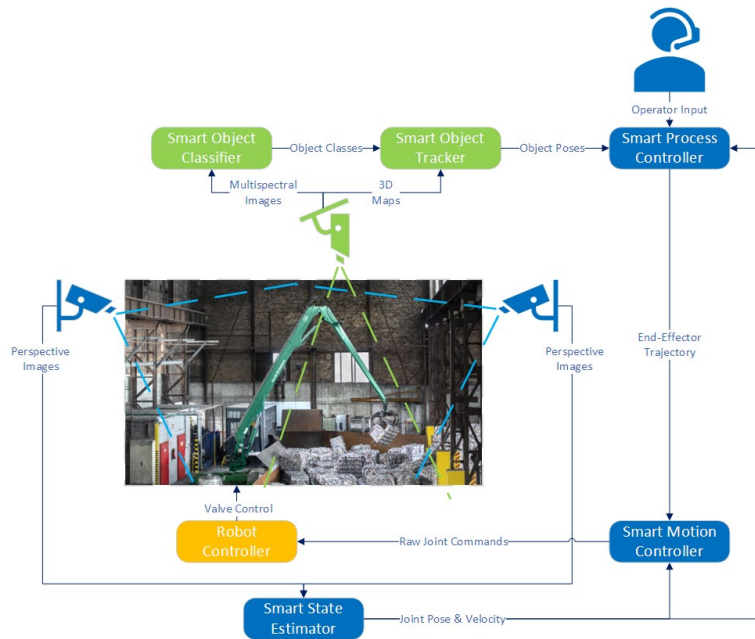 Operator Input
Smart Object
Classifier
Object Classes
Smart Object
Tracker
Object Poses
Smart Process
Controller
Multispectral
Images
3D
Maps
Perspective
Images
Perspective
Images
End-Effector
Trajectory
Valve Control
Robot
Controller
Raw Joint Commands
Smart Motion
Controller
Smart State
Estimator
Joint Pose & Velocity